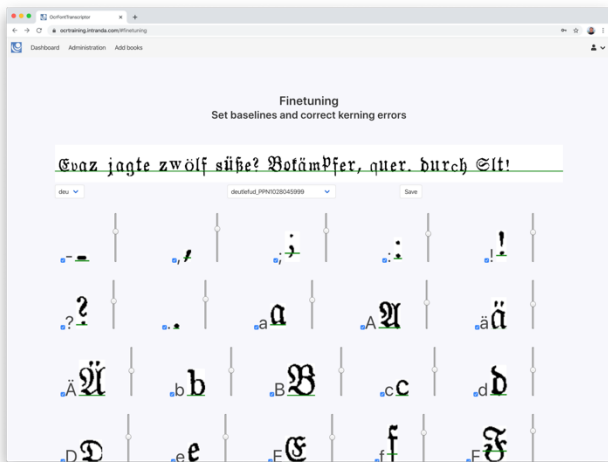 OcrFontTranscriptor
ocrtraining.intranda.com/#finetuning
Dashboard Administration Add books
Finetuning
Set baselines and correct kerning errors
Evaz jagte zwölf süße? Bokämpfer, quer. durch Slt!
deu deutlefud_PPN1028045999 Save
- - , , ; ; : : ! !
? ? . . a a A A ä ä
Ä Ä b b B B c c d d
D D e e E E f f F F